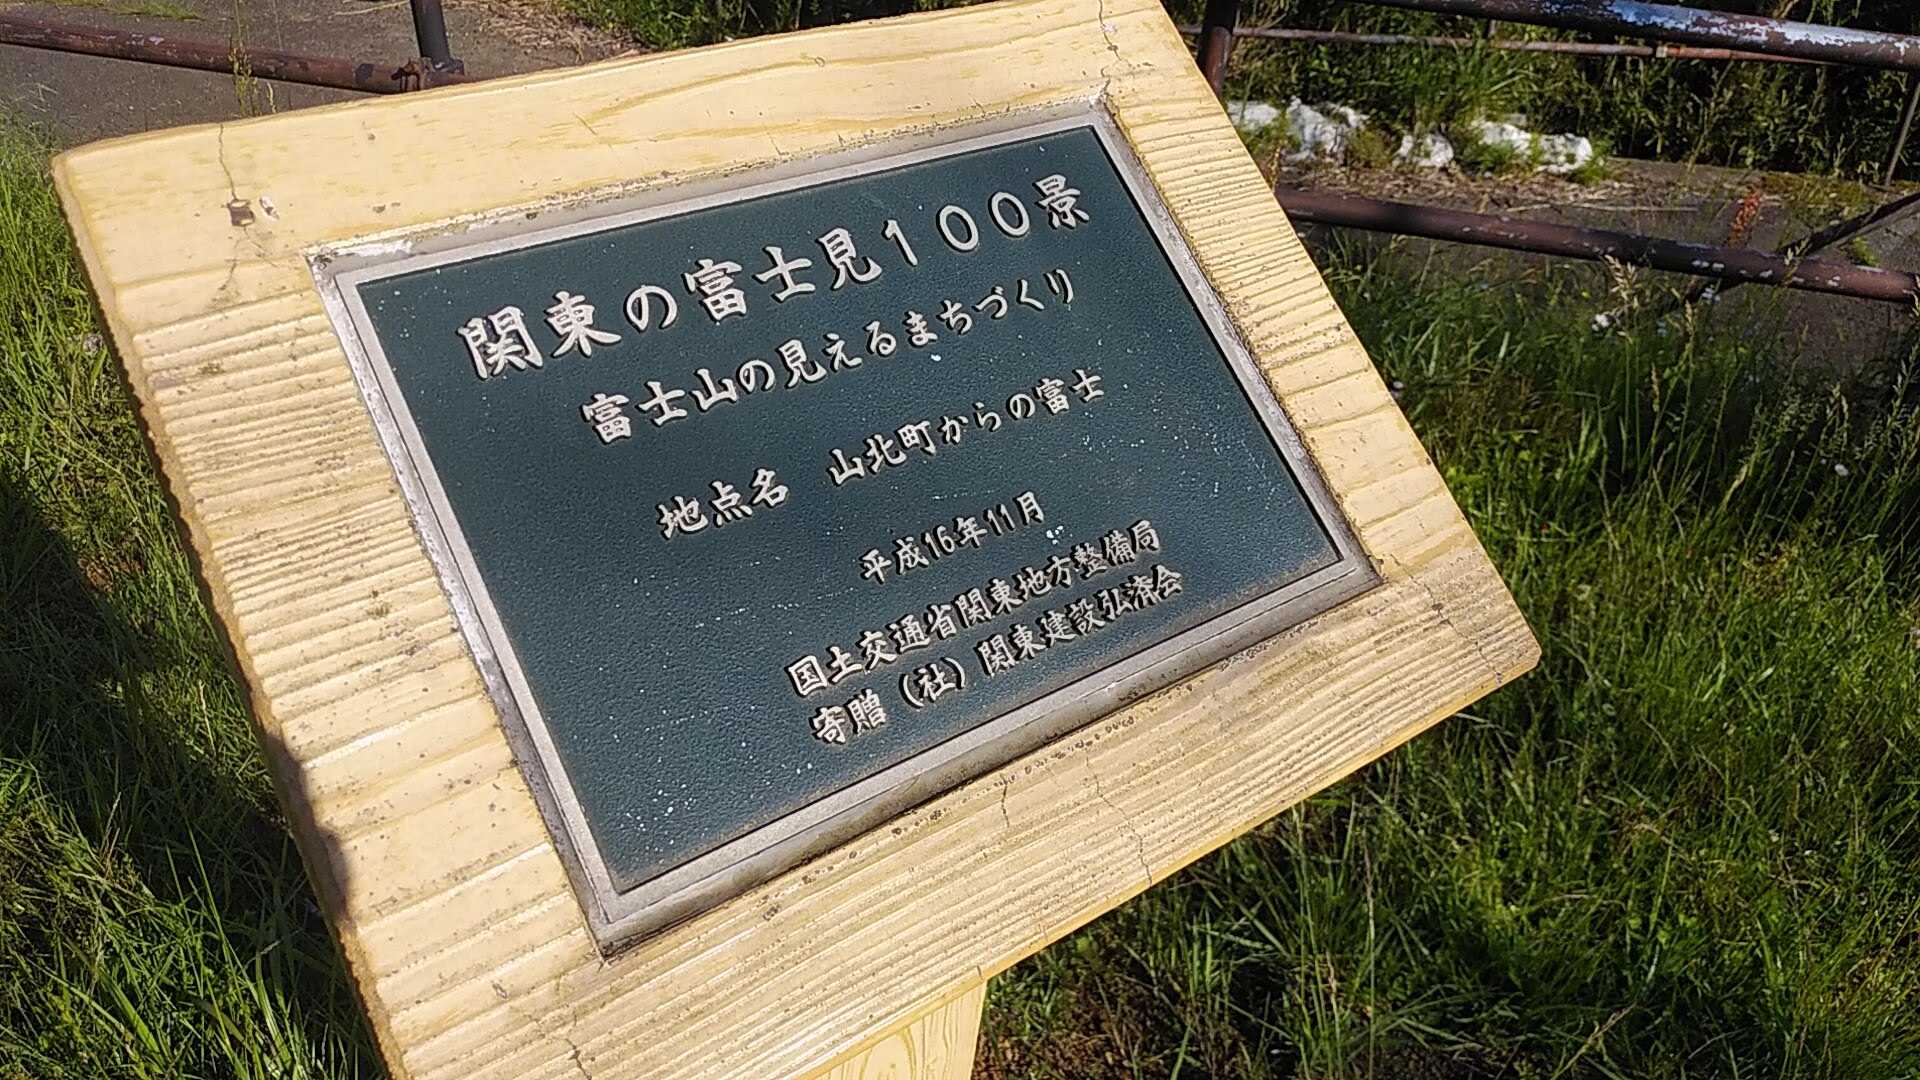 関東の富士見100景
富士山の見えるまちづくり
地点名　山北町からの富士
平成16年11月
国土交通省関東地方整備局
寄贈（社）関東建設弘済会